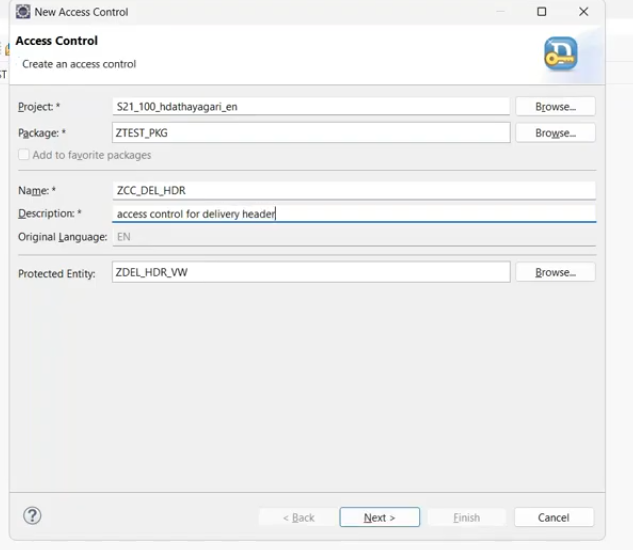 New Access Control
Access Control
Create an access control
ST
Project: * S21_100_hdathayagari_en Browse...
Package: * ZTEST_PKG Browse...
Add to favorite packages
Name: * ZCC_DEL_HDR
Description: * access control for delivery header
Original Language: EN
Protected Entity: ZDEL_HDR_VW Browse...
? < Back Next > Finish Cancel